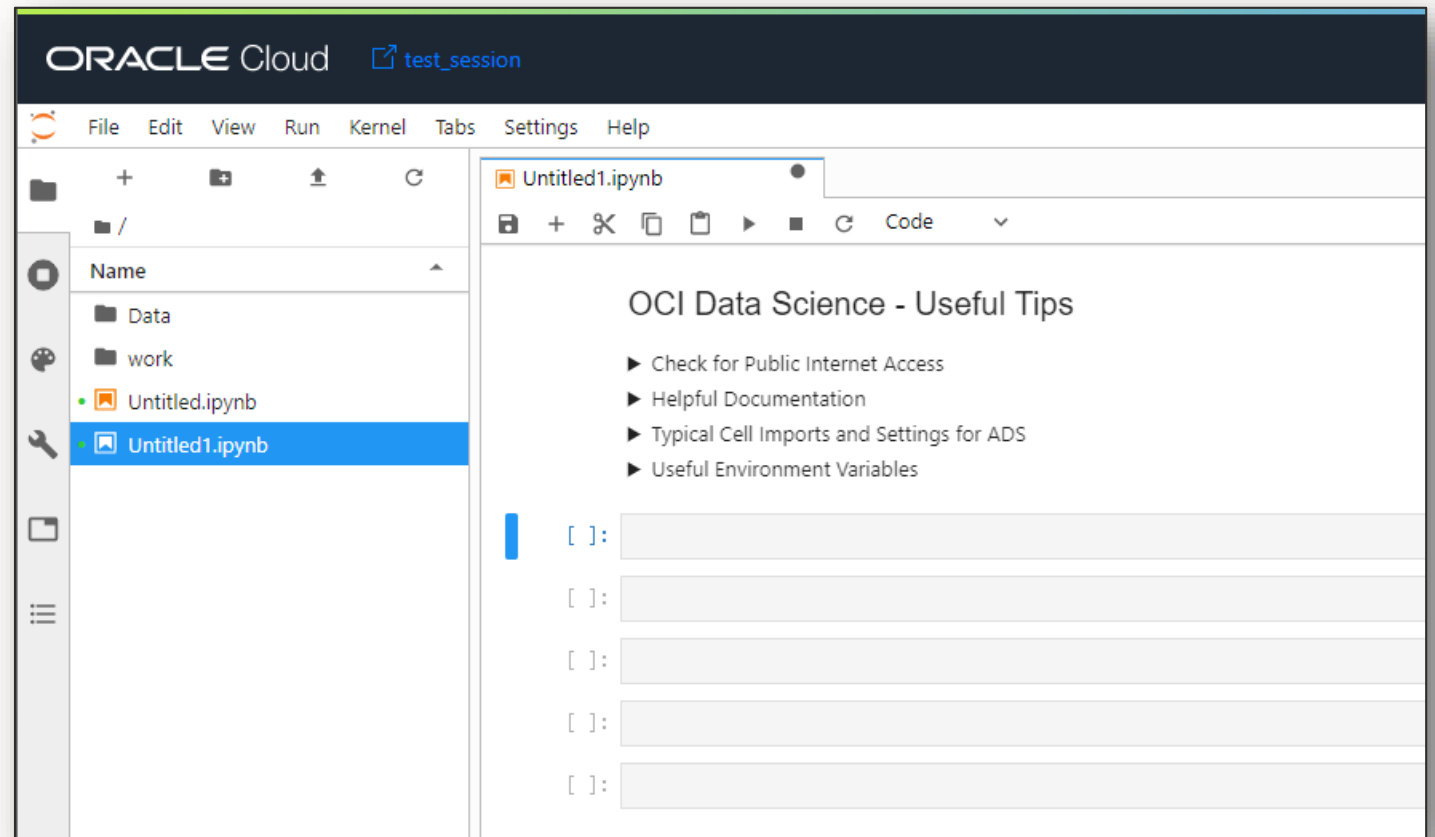 ORACLE Cloud test_session
File Edit View Run Kernel Tabs Settings Help
Untitled1.ipynb
/
Code
Name
Data
work
Untitled.ipynb
Untitled1.ipynb
OCI Data Science - Useful Tips
Check for Public Internet Access
Helpful Documentation
Typical Cell Imports and Settings for ADS
Useful Environment Variables
[ ]:
[ ]:
[ ]:
[ ]:
[ ]: